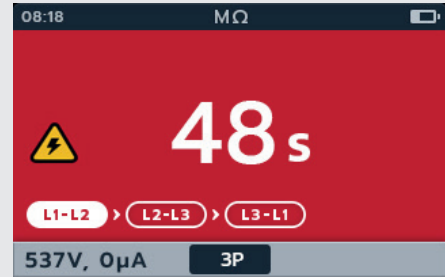 08:18 MΩ
48 s
L1-L2 > L2-L3 > L3-L1
537V, 0µA 3P